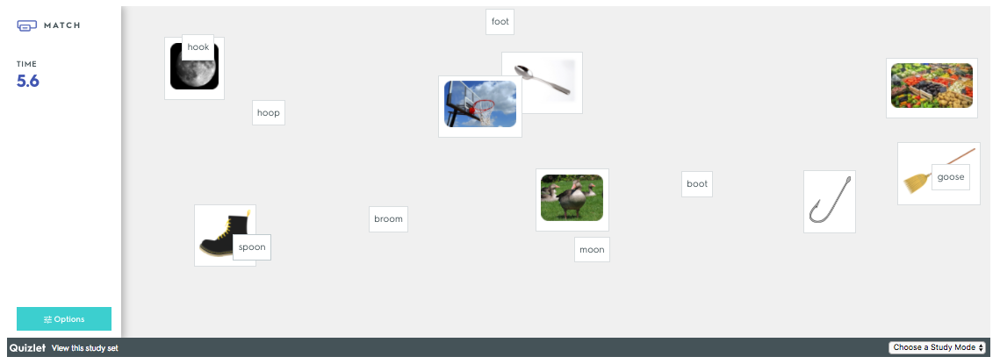 MATCH
TIME
5.6
foot
hook
hoop
goose
boot
broom
spoon
moon
Options
Quizlet View this study set
Choose a Study Mode